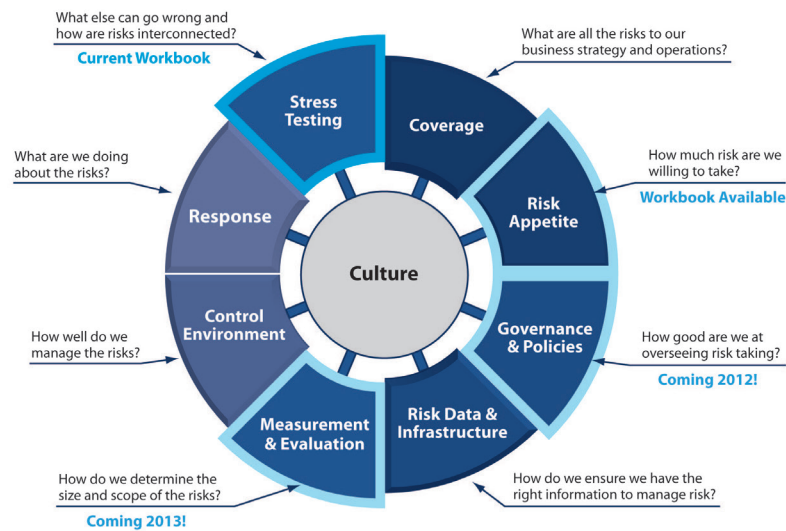 What else can go wrong and
how are risks interconnected?
Current Workbook
What are all the risks to our
business strategy and operations?
Stress
Testing
Coverage
What are we doing
about the risks?
How much risk are we
willing to take?
Workbook Available
Response
Risk
Appetite
Culture
Control
Environment
Governance
& Policies
How well do we
manage the risks?
How good are we at
overseeing risk taking?
Coming 2012!
Measurement
& Evaluation
Risk Data &
Infrastructure
How do we determine the
size and scope of the risks?
Coming 2013!
How do we ensure we have the
right information to manage risk?